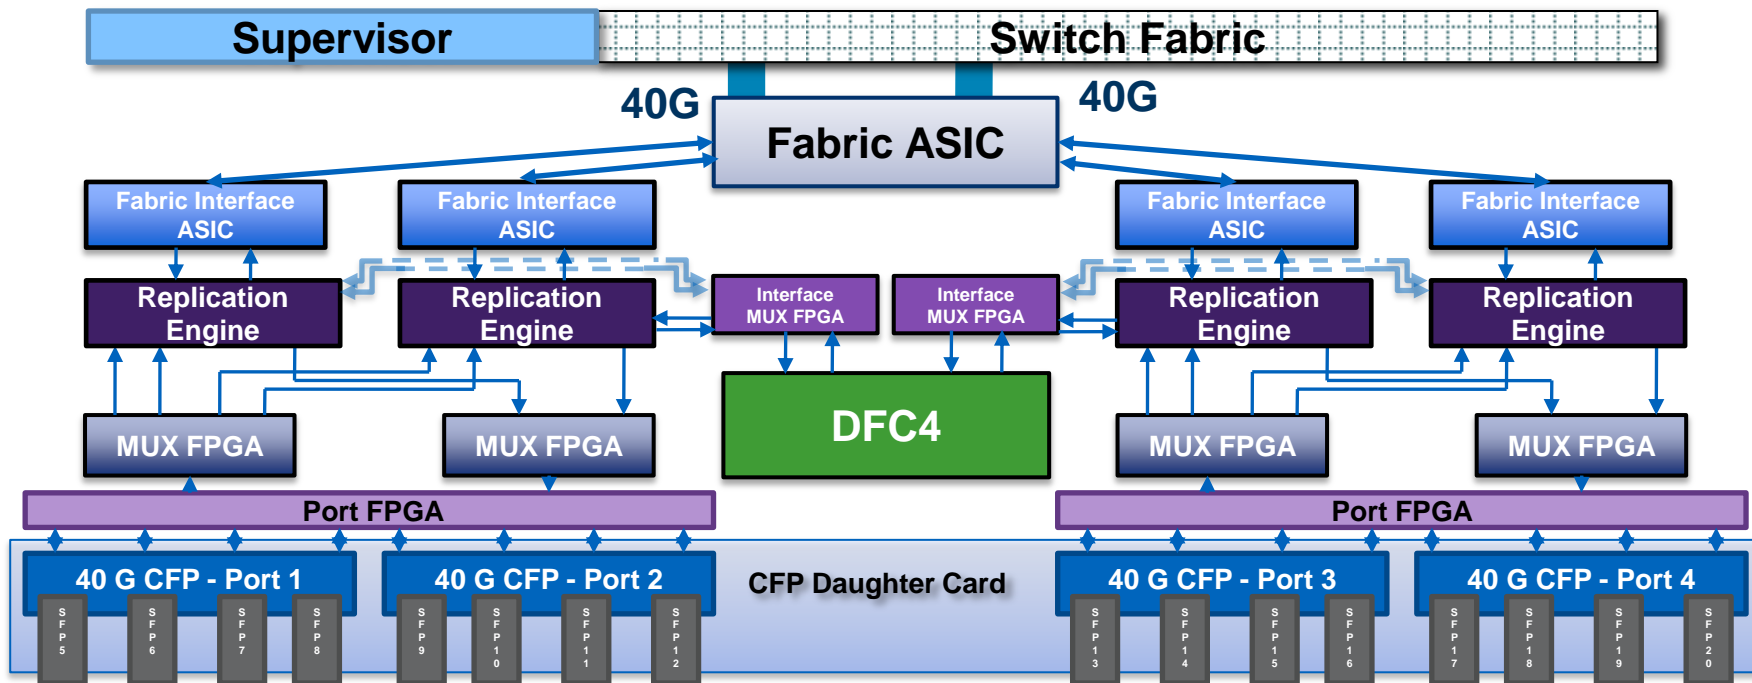 Supervisor
Switch Fabric
40G
40G
Fabric ASIC
Fabric Interface
ASIC
Fabric Interface
ASIC
Fabric Interface
ASIC
Fabric Interface
ASIC
Replication
Engine
Replication
Engine
Interface
MUX FPGA
Interface
MUX FPGA
Replication
Engine
Replication
Engine
MUX FPGA
MUX FPGA
DFC4
MUX FPGA
MUX FPGA
Port FPGA
Port FPGA
40 G CFP - Port 1
40 G CFP - Port 2
CFP Daughter Card
40 G CFP - Port 3
40 G CFP - Port 4
SFP5
SFP6
SFP7
SFP8
SFP9
SFP10
SFP11
SFP12
SFP13
SFP14
SFP15
SFP16
SFP17
SFP18
SFP19
SFP20